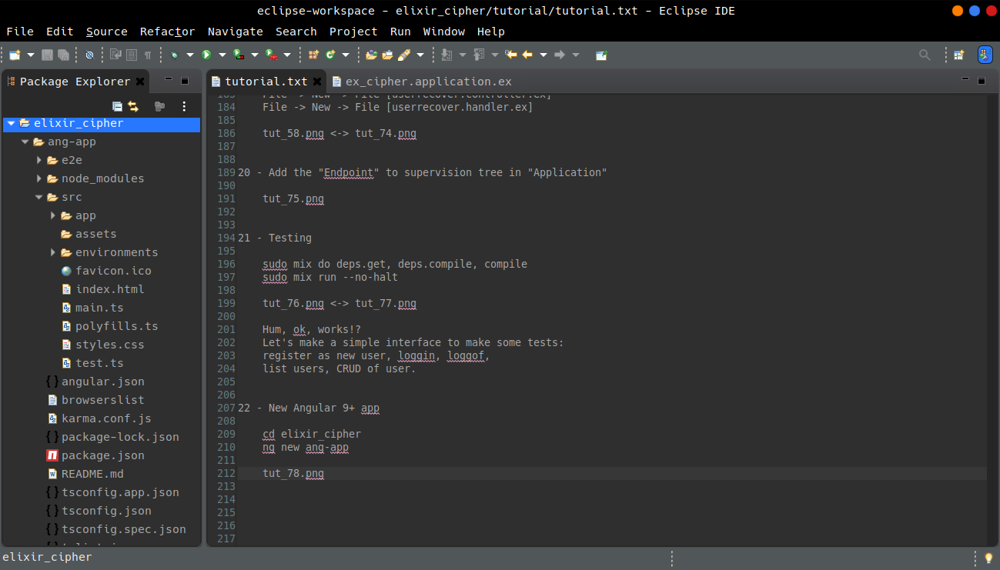 eclipse-workspace - elixir_cipher/tutorial/tutorial.txt - Eclipse IDE
File Edit Source Refactor Navigate Search Project Run Window Help
Package Explorer
elixir_cipher
ang-app
e2e
node_modules
src
app
assets
environments
favicon.ico
index.html
main.ts
polyfills.ts
styles.css
test.ts
angular.json
browserslist
karma.conf.js
package-lock.json
package.json
README.md
tsconfig.app.json
tsconfig.json
tsconfig.spec.json
tutorial.txt ex_cipher.application.ex
183 File -> New -> File [userrecover.controller.ex]
184 File -> New -> File [userrecover.handler.ex]
185
186 tut_58.png <-> tut_74.png
187
188
189 20 - Add the "Endpoint" to supervision tree in "Application"
190
191 tut_75.png
192
193
194 21 - Testing
195
196 sudo mix do deps.get, deps.compile, compile
197 sudo mix run --no-halt
198
199 tut_76.png <-> tut_77.png
200
201 Hum, ok, works!?
202 Let's make a simple interface to make some tests:
203 register as new user, loggin, loggof,
204 list users, CRUD of user.
205
206
207 22 - New Angular 9+ app
208
209 cd elixir_cipher
210 ng new ang-app
211
212 tut_78.png
213
214
215
216
217
elixir_cipher